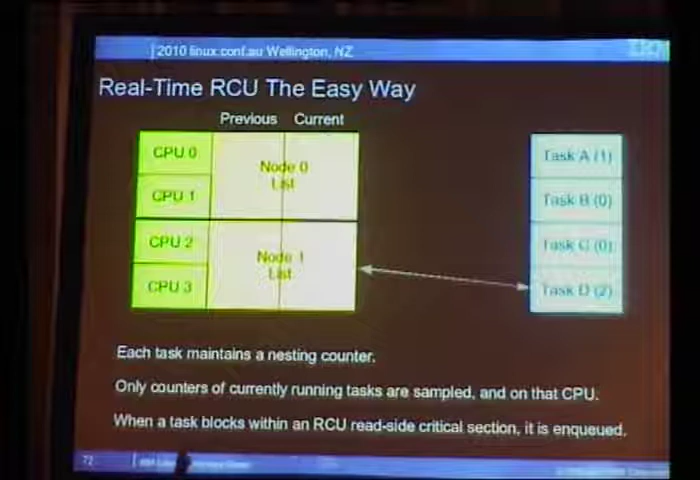 2010 linux.conf.au Wellington, NZ
IBM
Real-Time RCU The Easy Way
Previous Current
CPU 0
CPU 1
CPU 2
CPU 3
Node 0
List
Node 1
List
Task A (1)
Task B (0)
Task C (0)
Task D (2)
Each task maintains a nesting counter.
Only counters of currently running tasks are sampled, and on that CPU.
When a task blocks within an RCU read-side critical section, it is enqueued.
72